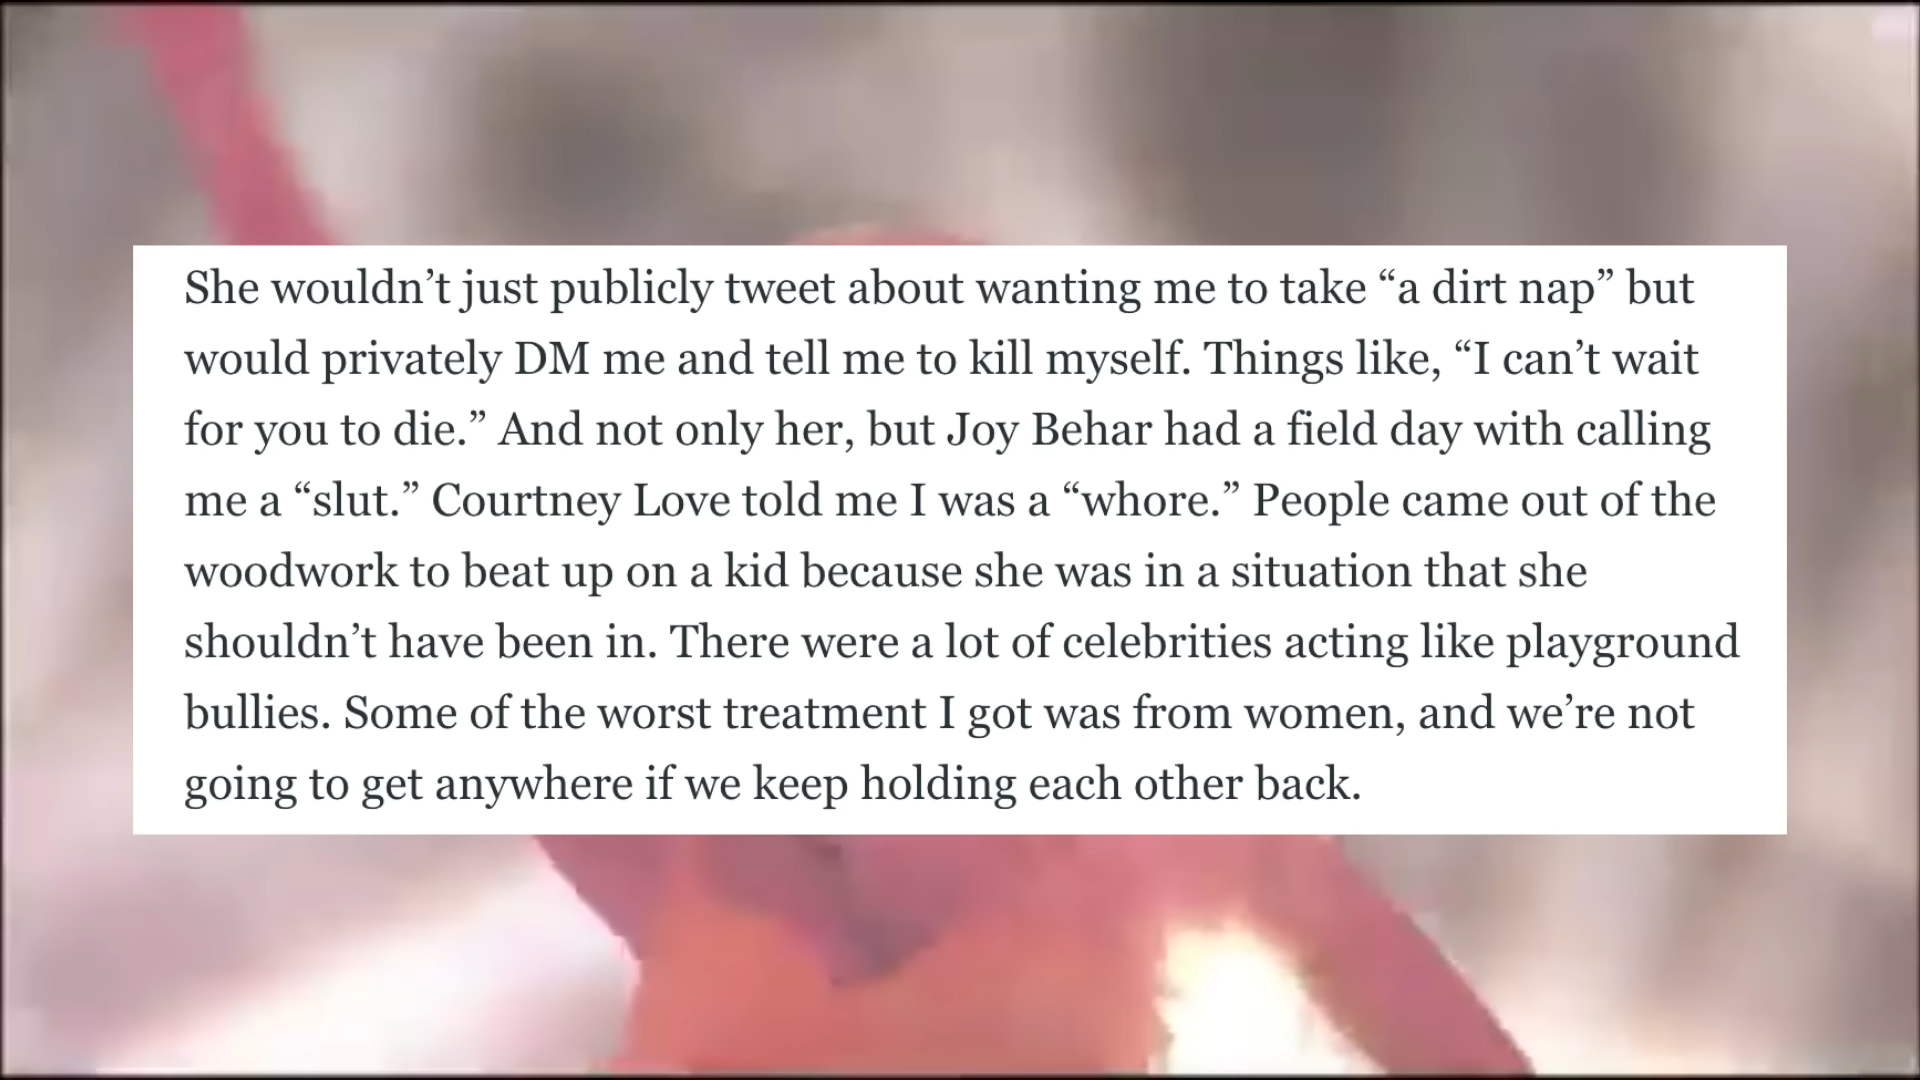 She wouldn’t just publicly tweet about wanting me to take “a dirt nap” but
would privately DM me and tell me to kill myself. Things like, “I can’t wait
for you to die.” And not only her, but Joy Behar had a field day with calling
me a “slut.” Courtney Love told me I was a “whore.” People came out of the
woodwork to beat up on a kid because she was in a situation that she
shouldn’t have been in. There were a lot of celebrities acting like playground
bullies. Some of the worst treatment I got was from women, and we’re not
going to get anywhere if we keep holding each other back.